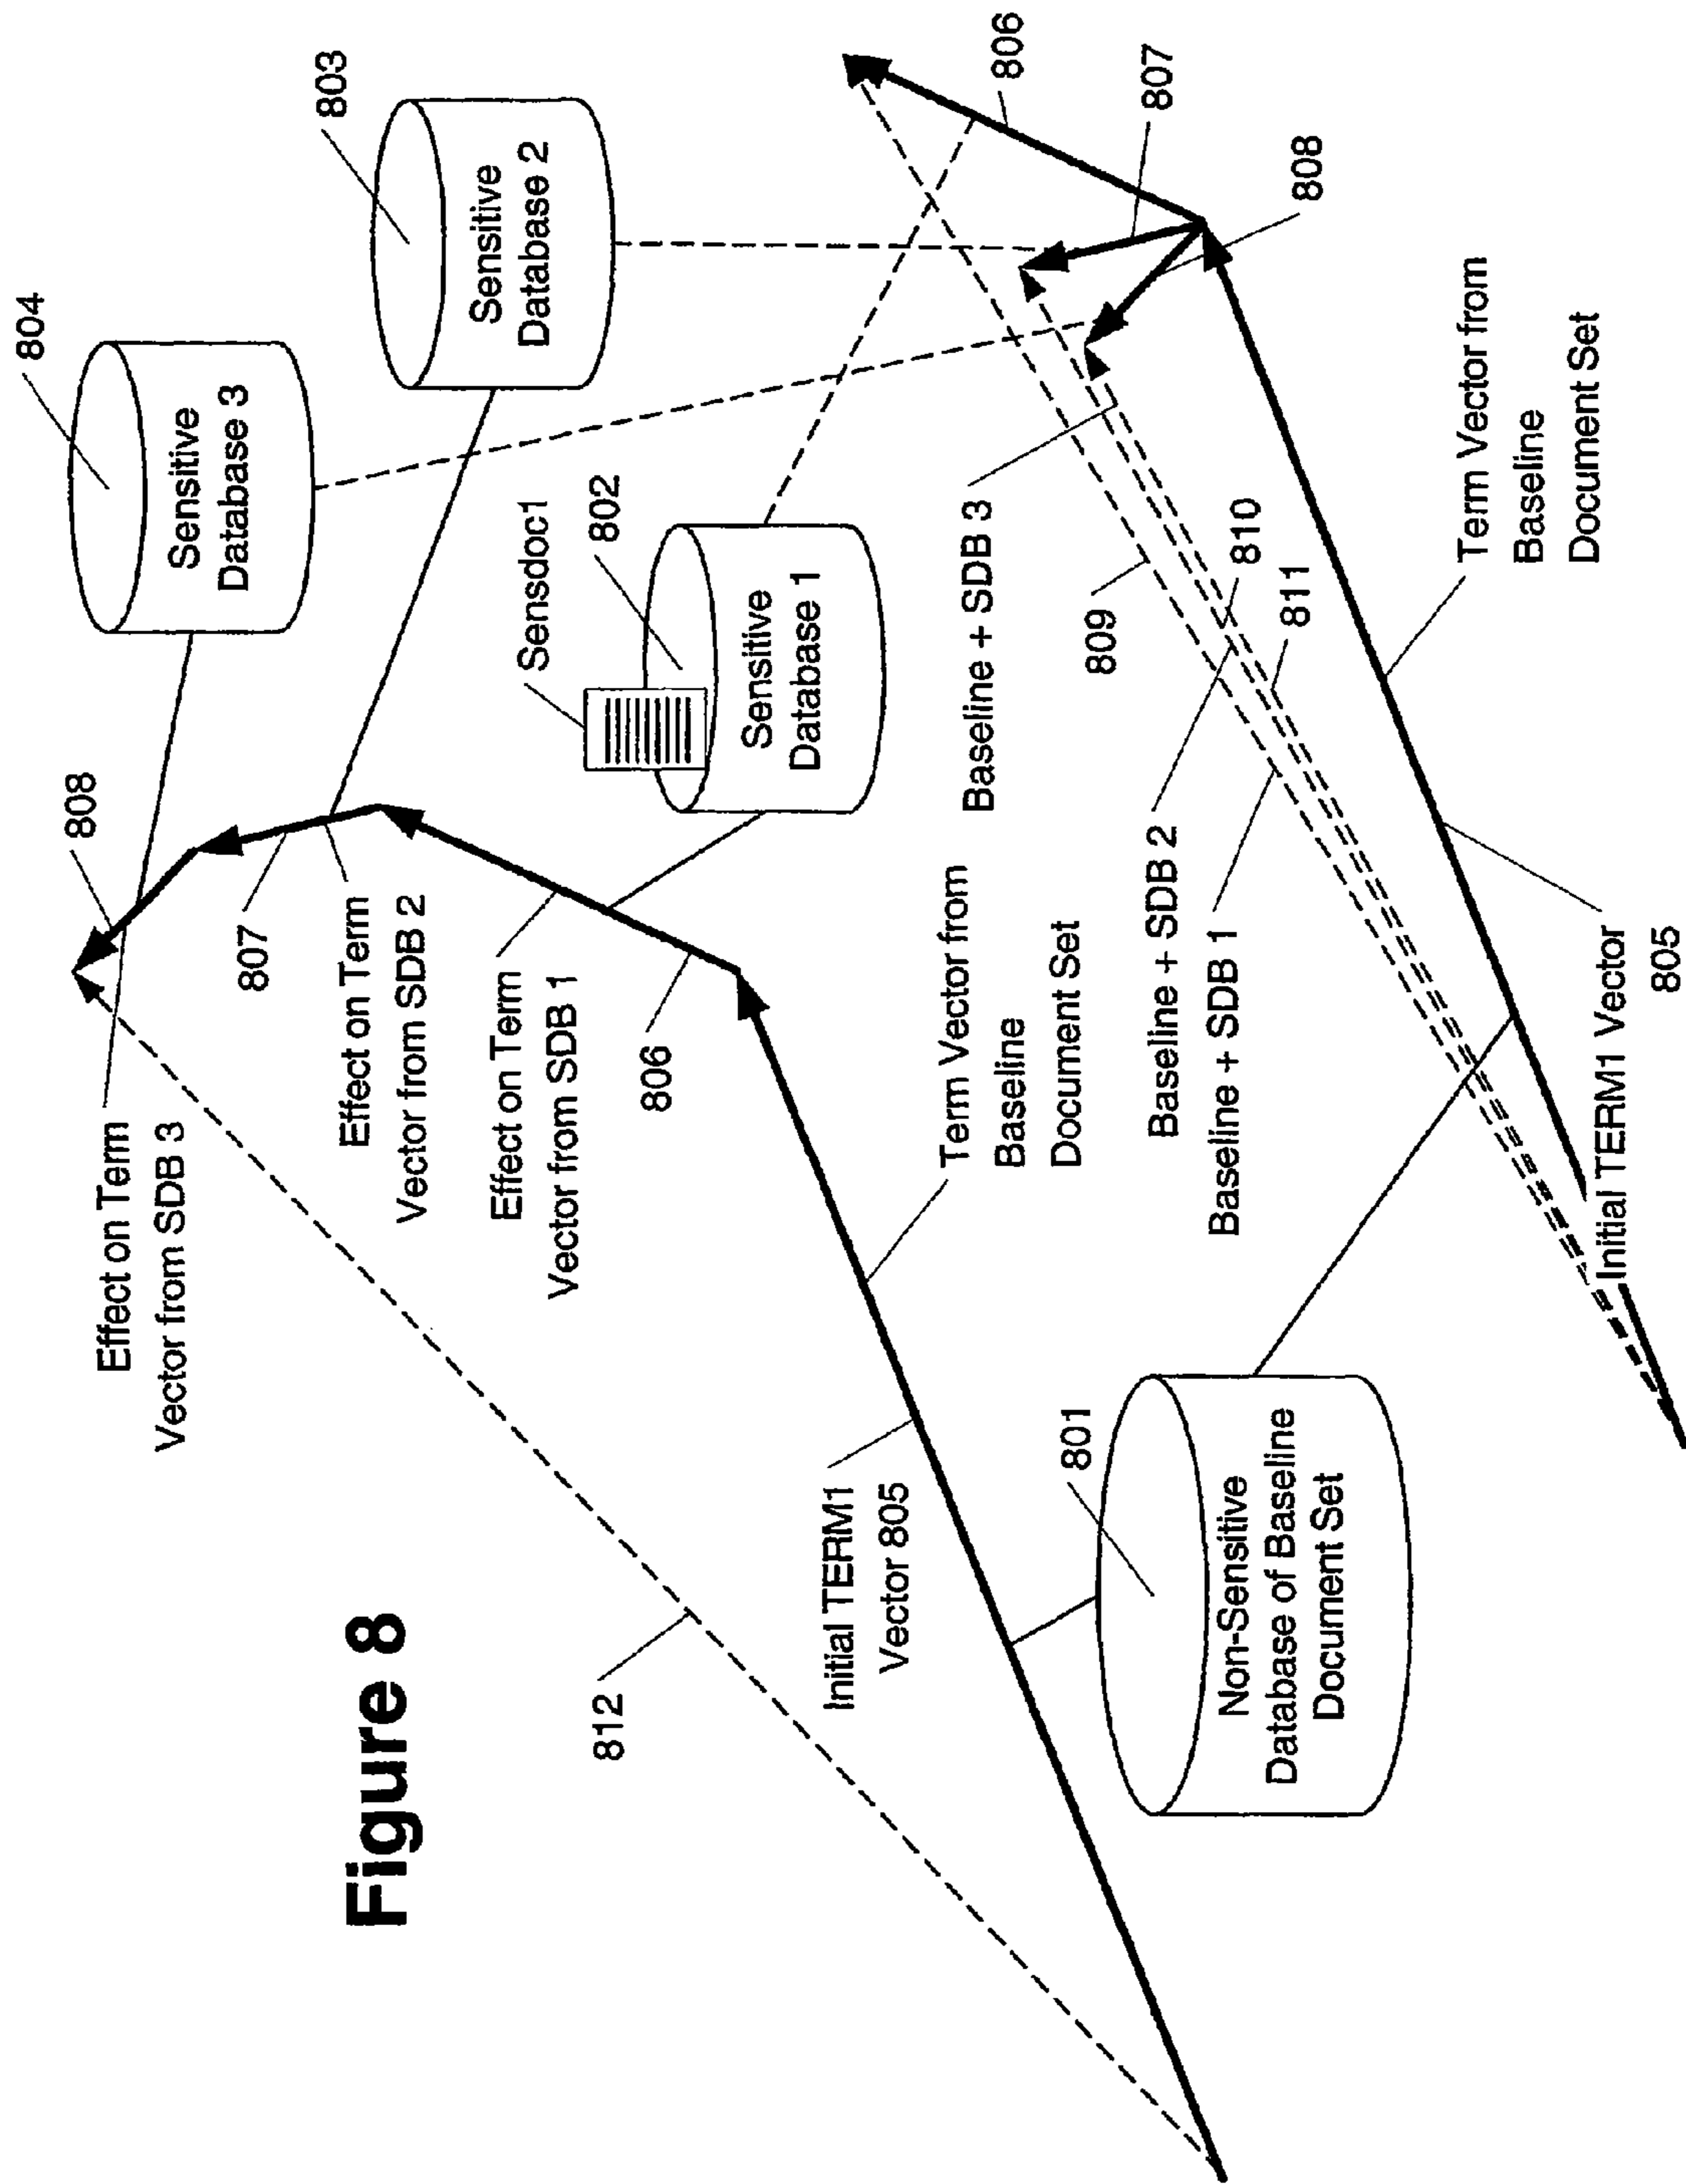 Figure 8
804
Sensitive
Database 3
803
Sensitive
Database 2
808
Effect on Term
Vector from SDB 3
807
Effect on Term
Vector from SDB 2
Effect on Term
Vector from SDB 1
806
Sensdoc1
802
Sensitive
Database 1
812
Initial TERM1
Vector 805
Term Vector from
Baseline
Document Set
801
Non-Sensitive
Database of Baseline
Document Set
806
807
808
Baseline + SDB 3
809
810
811
Baseline + SDB 2
Baseline + SDB 1
Term Vector from
Baseline
Document Set
Initial TERM1 Vector
805